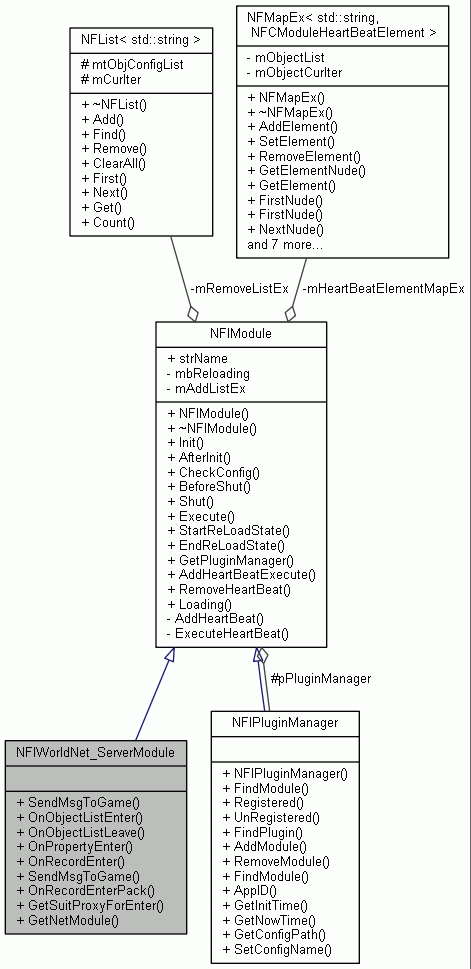 NFList< std::string >
# mtObjConfigList
# mCurIter
+ ~NFList()
+ Add()
+ Find()
+ Remove()
+ ClearAll()
+ First()
+ Next()
+ Get()
+ Count()
NFMapEx< std::string,
NFCModuleHeartBeatElement >
- mObjectList
- mObjectCurIter
+ NFMapEx()
+ ~NFMapEx()
+ AddElement()
+ SetElement()
+ RemoveElement()
+ GetElementNude()
+ GetElement()
+ FirstNude()
+ FirstNude()
+ NextNude()
and 7 more...
-mRemoveListEx
-mHeartBeatElementMapEx
NFIModule
+ strName
- mbReloading
- mAddListEx
+ NFIModule()
+ ~NFIModule()
+ Init()
+ AfterInit()
+ CheckConfig()
+ BeforeShut()
+ Shut()
+ Execute()
+ StartReLoadState()
+ EndReLoadState()
+ GetPluginManager()
+ AddHeartBeatExecute()
+ RemoveHeartBeat()
+ Loading()
- AddHeartBeat()
- ExecuteHeartBeat()
#pPluginManager
NFIWorldNet_ServerModule
+ SendMsgToGame()
+ OnObjectListEnter()
+ OnObjectListLeave()
+ OnPropertyEnter()
+ OnRecordEnter()
+ SendMsgToGame()
+ OnRecordEnterPack()
+ GetSuitProxyForEnter()
+ GetNetModule()
NFIPluginManager
+ NFIPluginManager()
+ FindModule()
+ Registered()
+ UnRegistered()
+ FindPlugin()
+ AddModule()
+ RemoveModule()
+ FindModule()
+ AppID()
+ GetInitTime()
+ GetNowTime()
+ GetConfigPath()
+ SetConfigName()